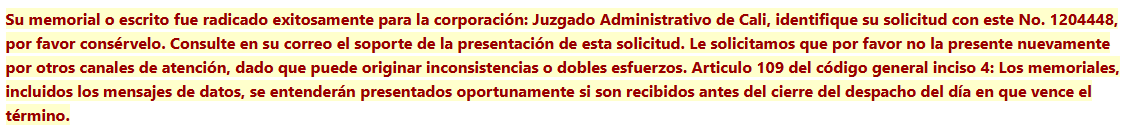 Su memorial o escrito fue radicado exitosamente para la corporación: Juzgado Administrativo de Cali, identifique su solicitud con este No. 1204448,
por favor consérvelo. Consulte en su correo el soporte de la presentación de esta solicitud. Le solicitamos que por favor no la presente nuevamente
por otros canales de atención, dado que puede originar inconsistencias o dobles esfuerzos. Articulo 109 del código general inciso 4: Los memoriales,
incluidos los mensajes de datos, se entenderán presentados oportunamente si son recibidos antes del cierre del despacho del día en que vence el
término.